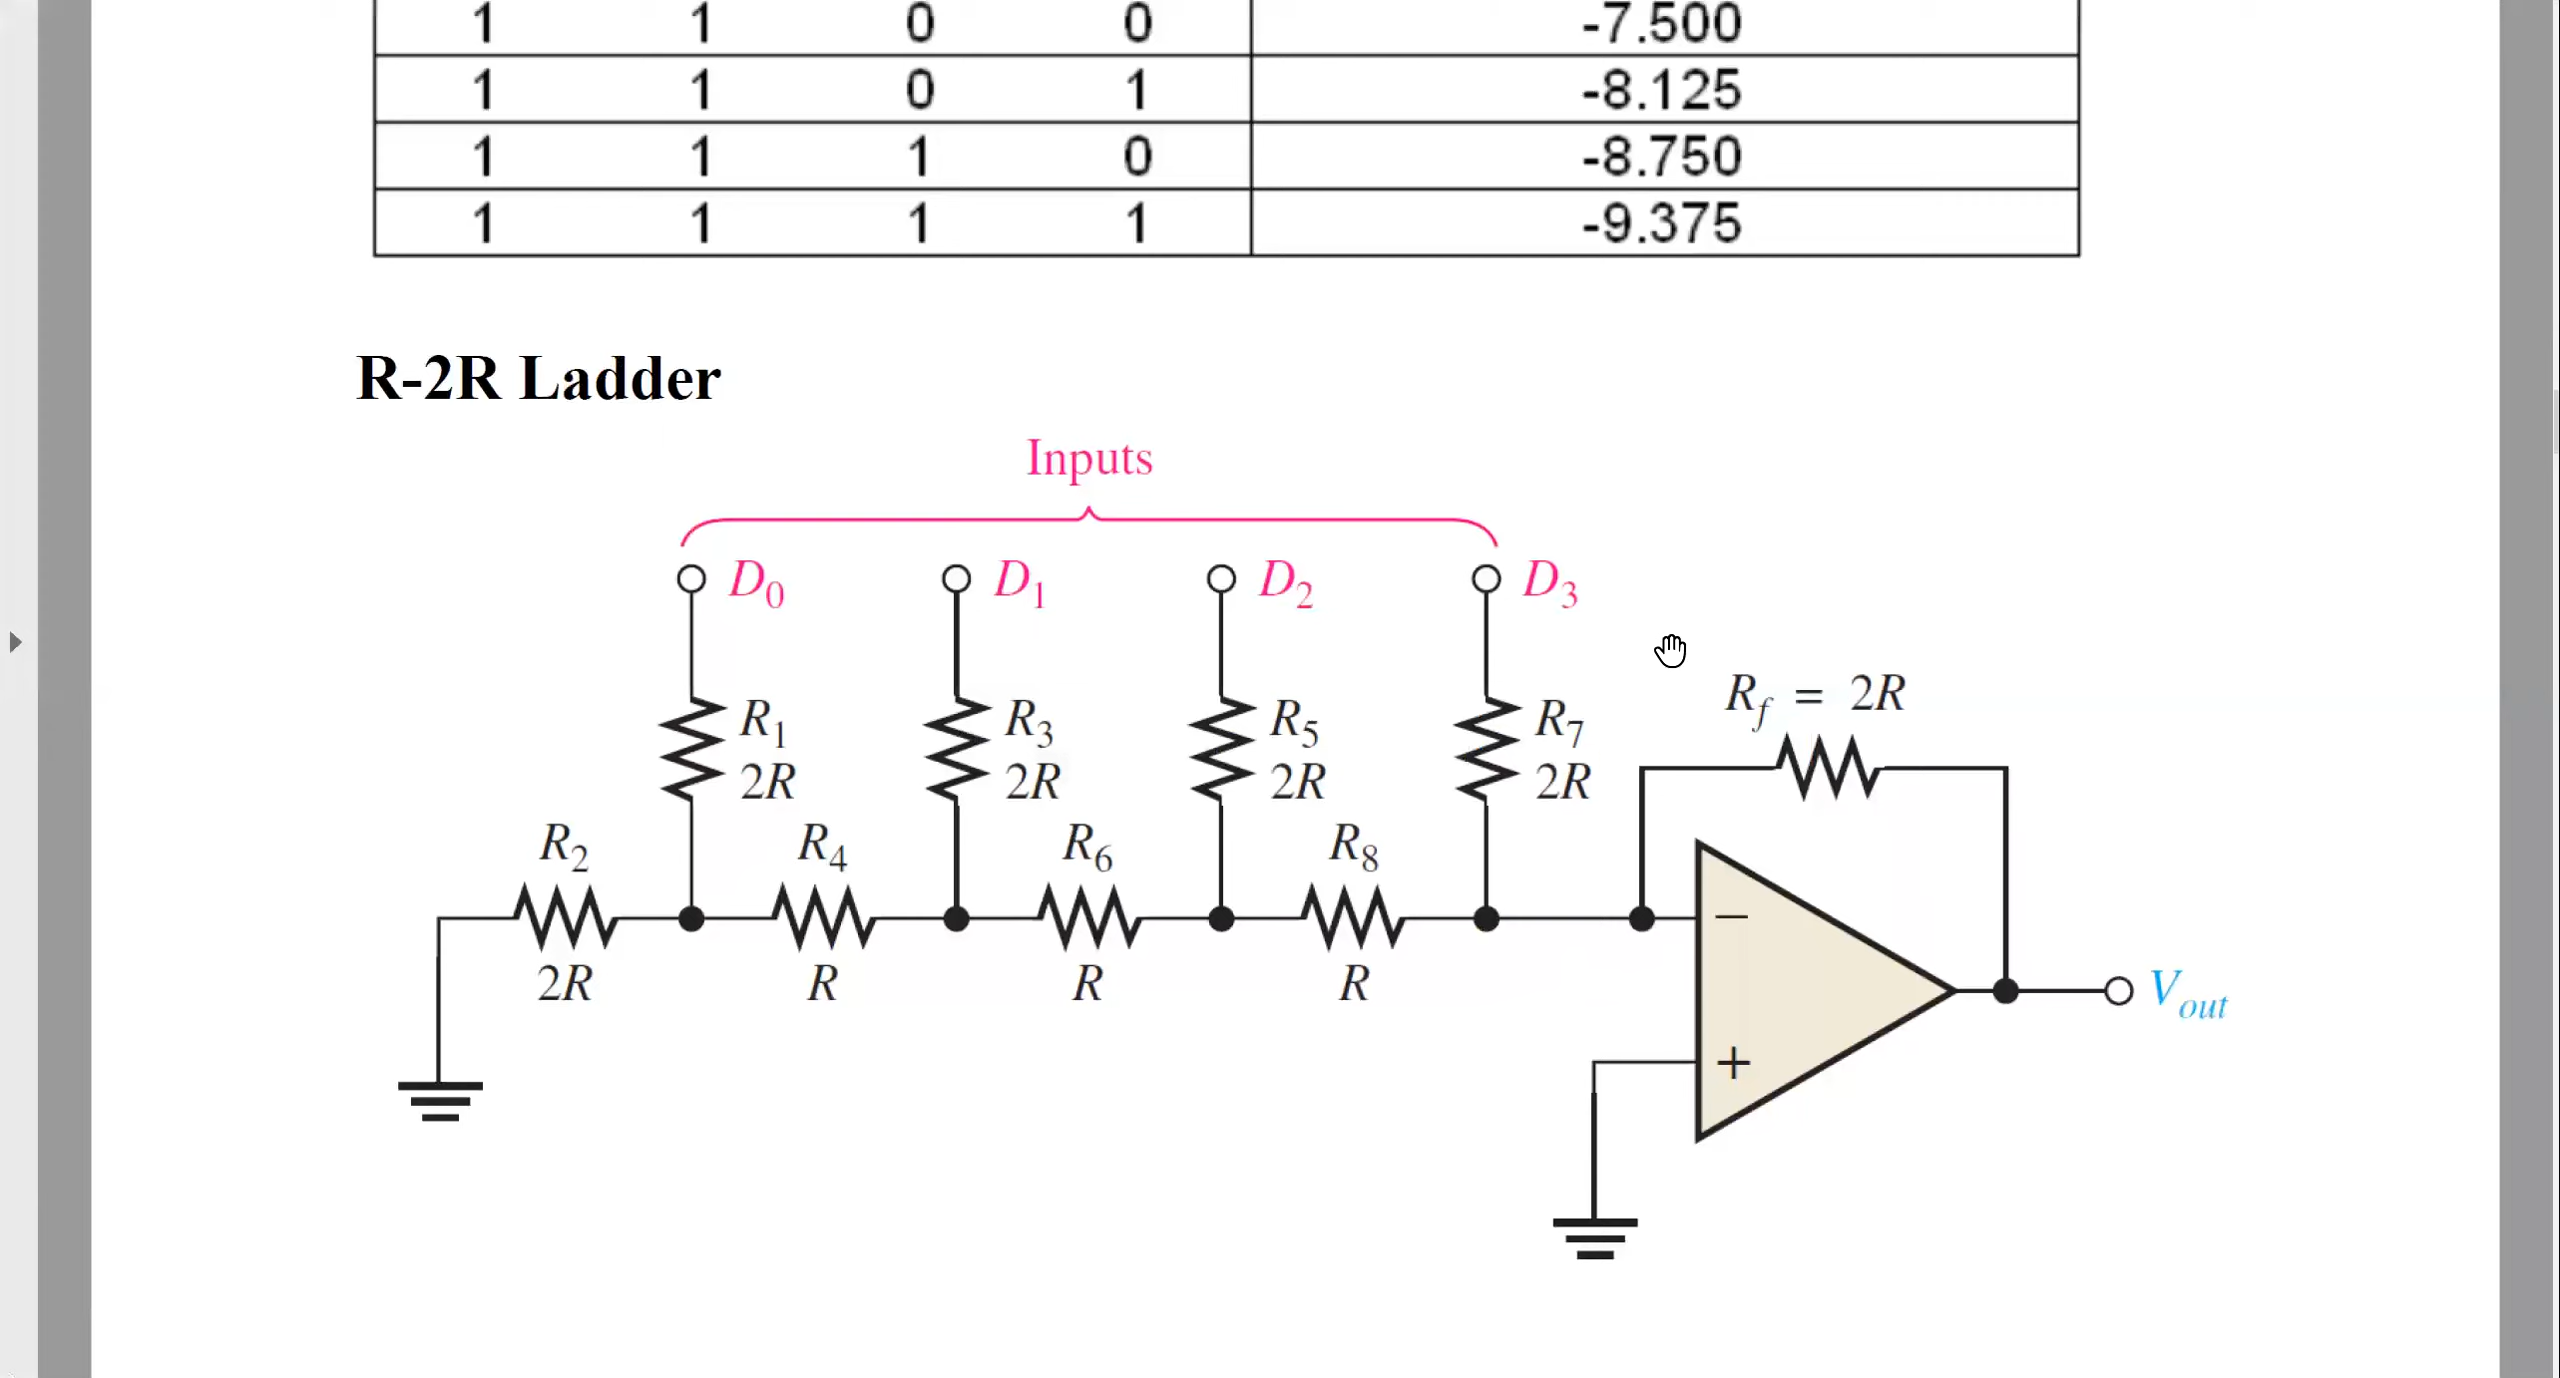 1 1 0 0 -7.500
1 1 0 1 -8.125
1 1 1 0 -8.750
1 1 1 1 -9.375
R-2R Ladder
Inputs
D0 D1 D2 D3
Rf = 2R
R1 R3 R5 R7
2R 2R 2R 2R
R2 R4 R6 R8
−
2R R R R
Vout
+